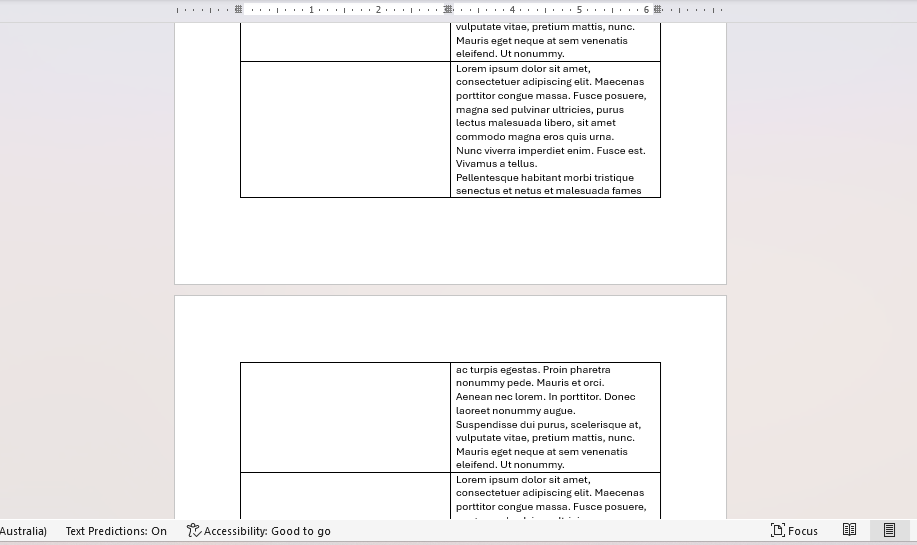 1 2 3 4 5 6
vulputate vitae, pretium mattis, nunc.
Mauris eget neque at sem venenatis
eleifend. Ut nonummy.
Lorem ipsum dolor sit amet,
consectetuer adipiscing elit. Maecenas
porttitor congue massa. Fusce posuere,
magna sed pulvinar ultricies, purus
lectus malesuada libero, sit amet
commodo magna eros quis urna.
Nunc viverra imperdiet enim. Fusce est.
Vivamus a tellus.
Pellentesque habitant morbi tristique
senectus et netus et malesuada fames
ac turpis egestas. Proin pharetra
nonummy pede. Mauris et orci.
Aenean nec lorem. In porttitor. Donec
laoreet nonummy augue.
Suspendisse dui purus, scelerisque at,
vulputate vitae, pretium mattis, nunc.
Mauris eget neque at sem venenatis
eleifend. Ut nonummy.
Lorem ipsum dolor sit amet,
consectetuer adipiscing elit. Maecenas
porttitor congue massa. Fusce posuere,
Australia) Text Predictions: On Accessibility: Good to go Focus